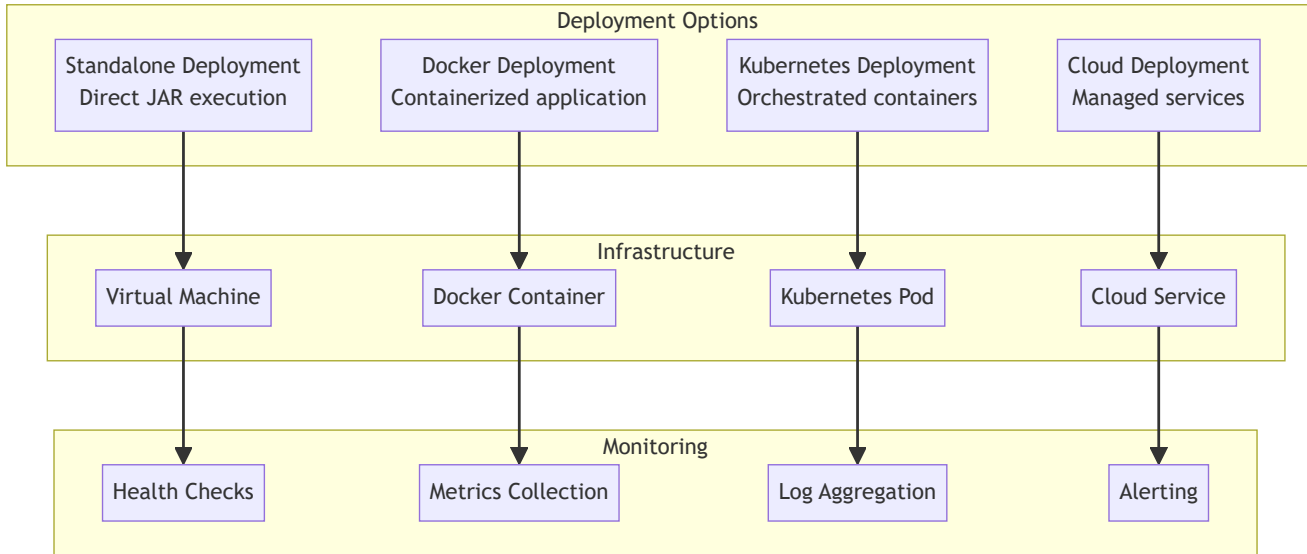 Deployment Options
Standalone Deployment
Direct JAR execution
Docker Deployment
Containerized application
Kubernetes Deployment
Orchestrated containers
Cloud Deployment
Managed services
Infrastructure
Virtual Machine
Docker Container
Kubernetes Pod
Cloud Service
Monitoring
Health Checks
Metrics Collection
Log Aggregation
Alerting